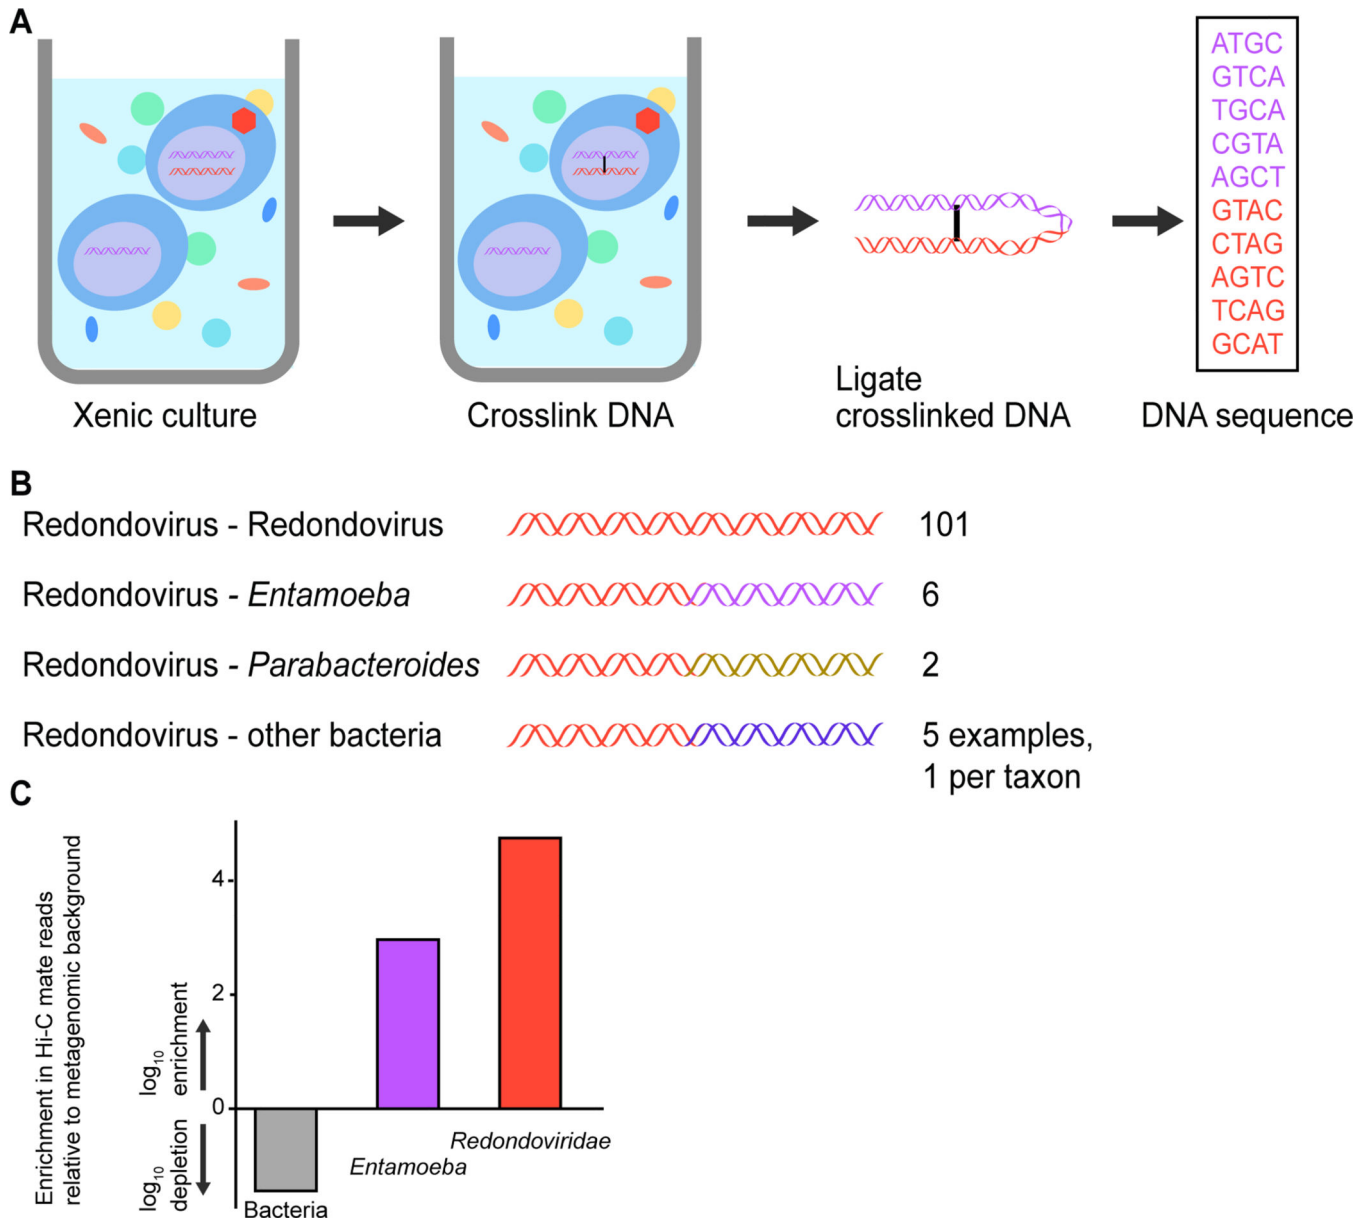 A
ATGC
GTCA
TGCA
CGTA
AGCT
GTAC
CTAG
AGTC
TCAG
GCAT
Xenic culture
Crosslink DNA
Ligate
crosslinked DNA
DNA sequence
B
Redondovirus - Redondovirus 101
Redondovirus - Entamoeba 6
Redondovirus - Parabacteroides 2
Redondovirus - other bacteria 5 examples,
1 per taxon
C
Enrichment in Hi-C mate reads
relative to metagenomic background
log10
enrichment
log10
depletion
4
2
0
Bacteria
Entamoeba
Redondoviridae